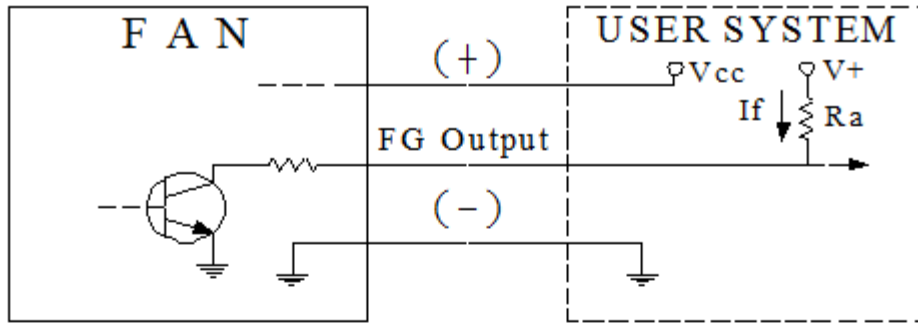 F A N
USER SYSTEM
(+)
Vcc
V+
If
Ra
FG Output
(-)